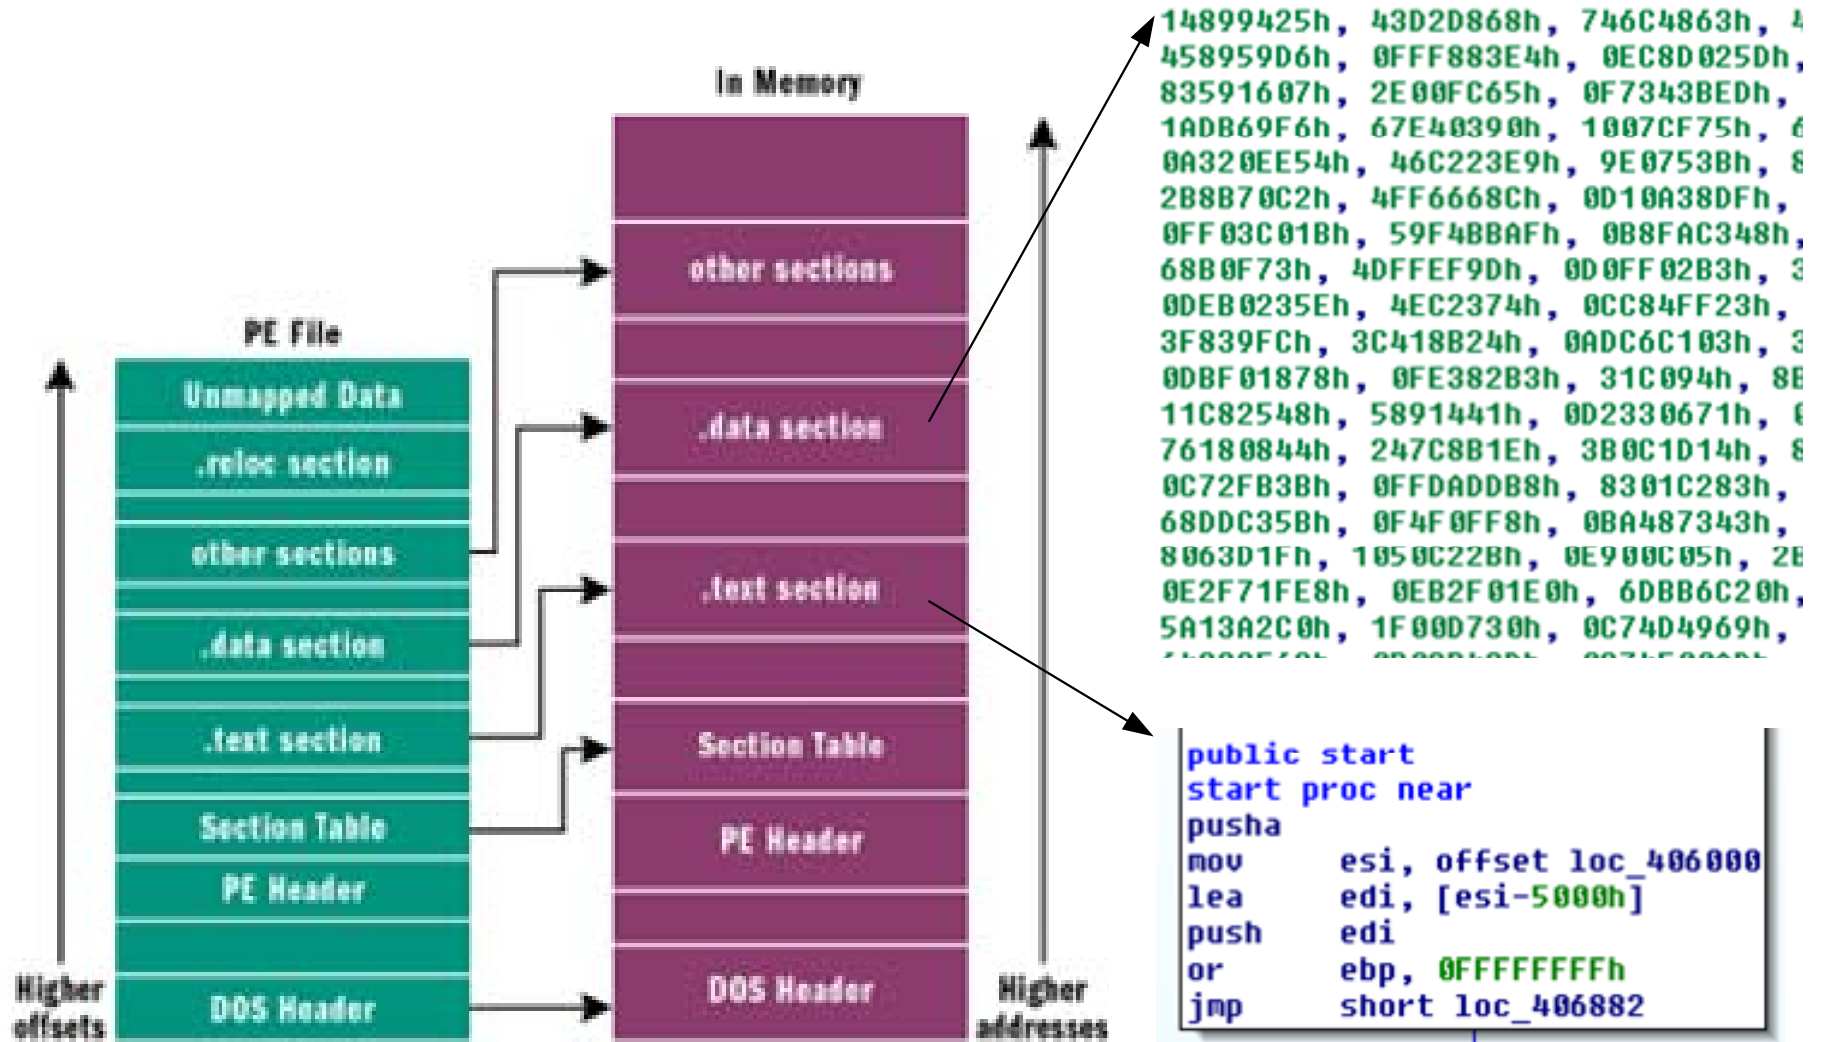 PE File
Unmapped Data
.reloc section
other sections
.data section
.text section
Section Table
PE Header
DOS Header
Higher
offsets
In Memory
other sections
.data section
.text section
Section Table
PE Header
DOS Header
Higher
addresses
14899425h, 43D2D868h, 746C4863h,
458959D6h, 0FFF883E4h, 0EC8D025Dh,
83591607h, 2E00FC65h, 0F7343BEDh,
1ADB69F6h, 67E40390h, 1007CF75h,
0A320EE54h, 46C223E9h, 9E0753Bh,
2B8B70C2h, 4FF6668Ch, 0D10A38DFh,
0FF03C01Bh, 59F4BBAFh, 0B8FAC348h,
68B0F73h, 4DFFEF9Dh, 0D0FF02B3h,
0DEB0235Eh, 4EC2374h, 0CC84FF23h,
3F839FCh, 3C418B24h, 0ADC6C103h,
0DBF01878h, 0FE382B3h, 31C094h,
11C82548h, 5891441h, 0D2330671h,
76180844h, 247C8B1Eh, 3B0C1D14h,
0C72FB3Bh, 0FFDADDB8h, 8301C283h,
68DDC35Bh, 0F4F0FF8h, 0BA487343h,
8063D1Fh, 1050C22Bh, 0E900C05h,
0E2F71FE8h, 0EB2F01E0h, 6DBB6C20h,
5A13A2C0h, 1F00D730h, 0C74D4969h,
public start
start proc near
pusha
mov esi, offset loc_406000
lea edi, [esi-5000h]
push edi
or ebp, 0FFFFFFFFh
jmp short loc_406882